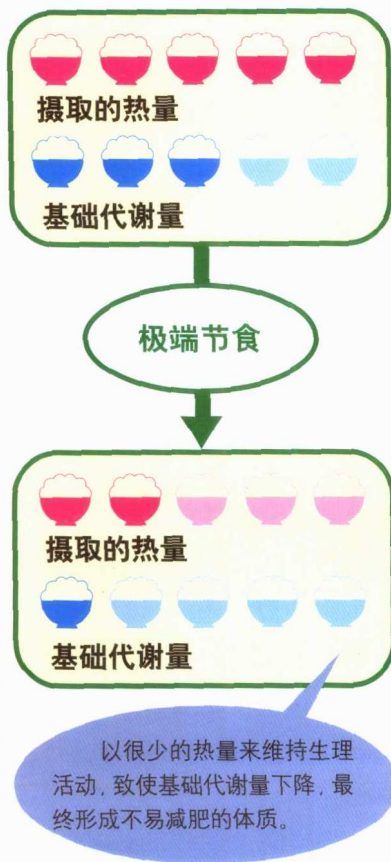 摄取的热量
基础代谢量
极端节食
摄取的热量
基础代谢量
以很少的热量来维持生理
活动，致使基础代谢量下降，最
终形成不易减肥的体质。